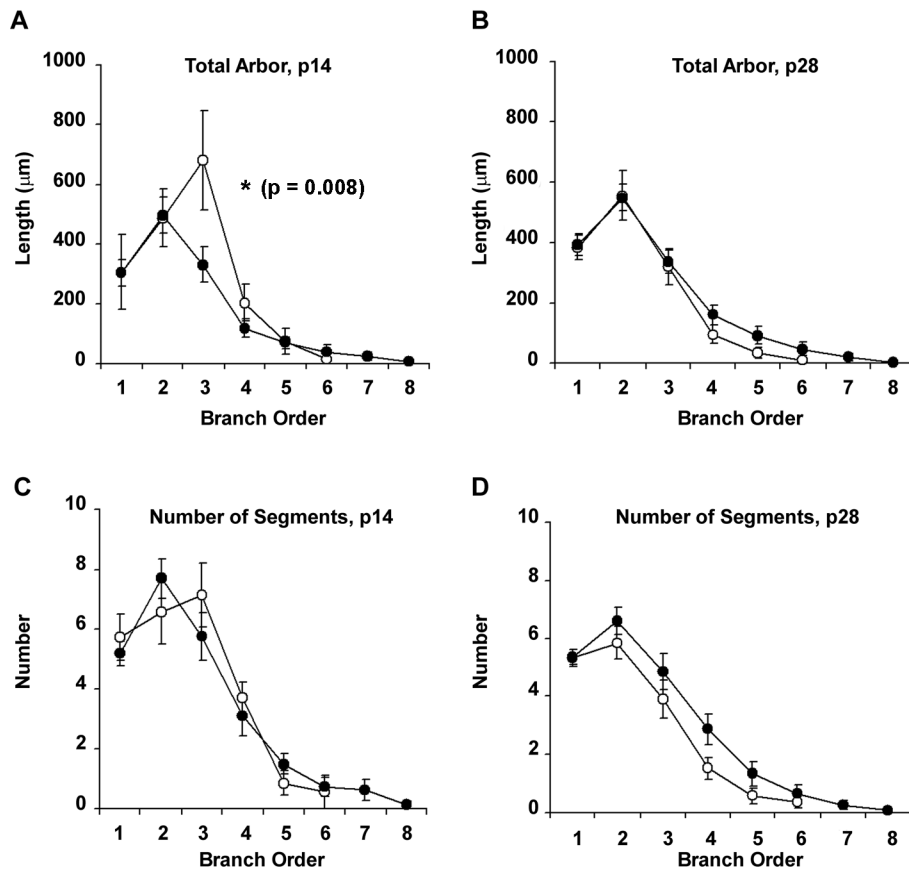 A
Total Arbor, p14
1000
800
600
400
200
0
Length (μm)
* (p = 0.008)
1 2 3 4 5 6 7 8
Branch Order
B
Total Arbor, p28
1000
800
600
400
200
0
Length (μm)
1 2 3 4 5 6 7 8
Branch Order
C
Number of Segments, p14
10
8
6
4
2
0
Number
1 2 3 4 5 6 7 8
Branch Order
D
Number of Segments, p28
10
8
6
4
2
0
Number
1 2 3 4 5 6 7 8
Branch Order